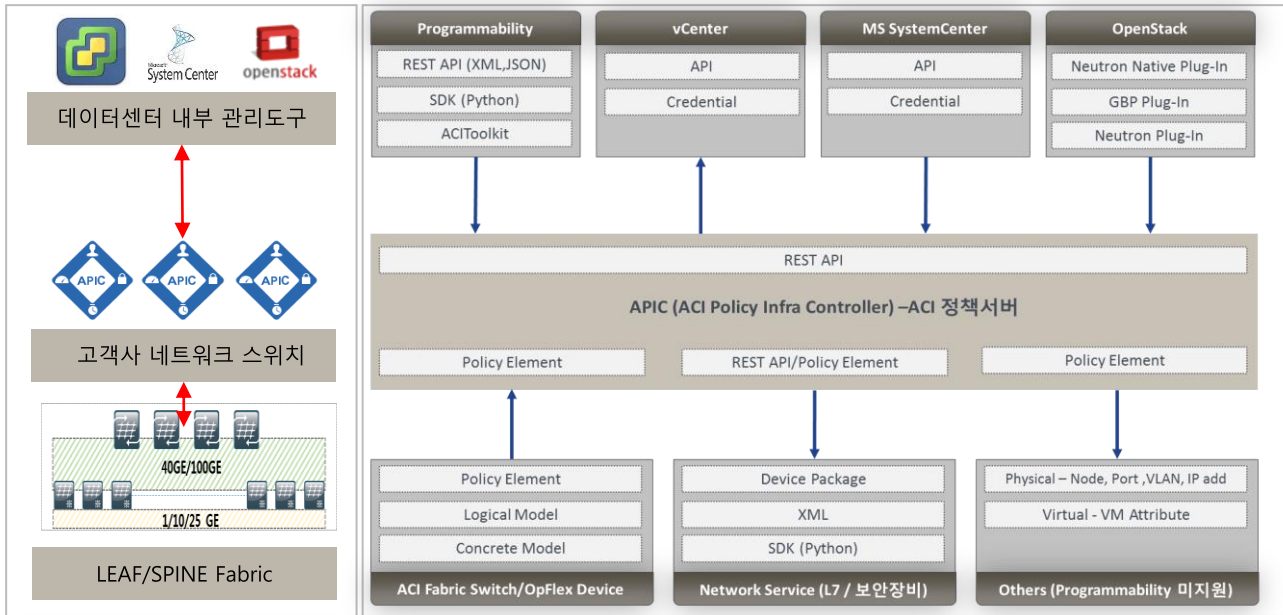 Microsoft
System Center
openstack
데이터센터 내부 관리도구
APIC
APIC
APIC
고객사 네트워크 스위치
40GE/100GE
1/10/25 GE
LEAF/SPINE Fabric
Programmability
REST API (XML,JSON)
SDK (Python)
ACIToolkit
vCenter
API
Credential
MS SystemCenter
API
Credential
OpenStack
Neutron Native Plug-In
GBP Plug-In
Neutron Plug-In
REST API
APIC (ACI Policy Infra Controller) –ACI 정책서버
Policy Element
REST API/Policy Element
Policy Element
Policy Element
Logical Model
Concrete Model
ACI Fabric Switch/OpFlex Device
Device Package
XML
SDK (Python)
Network Service (L7 / 보안장비)
Physical – Node, Port ,VLAN, IP add
Virtual - VM Attribute
Others (Programmability 미지원)